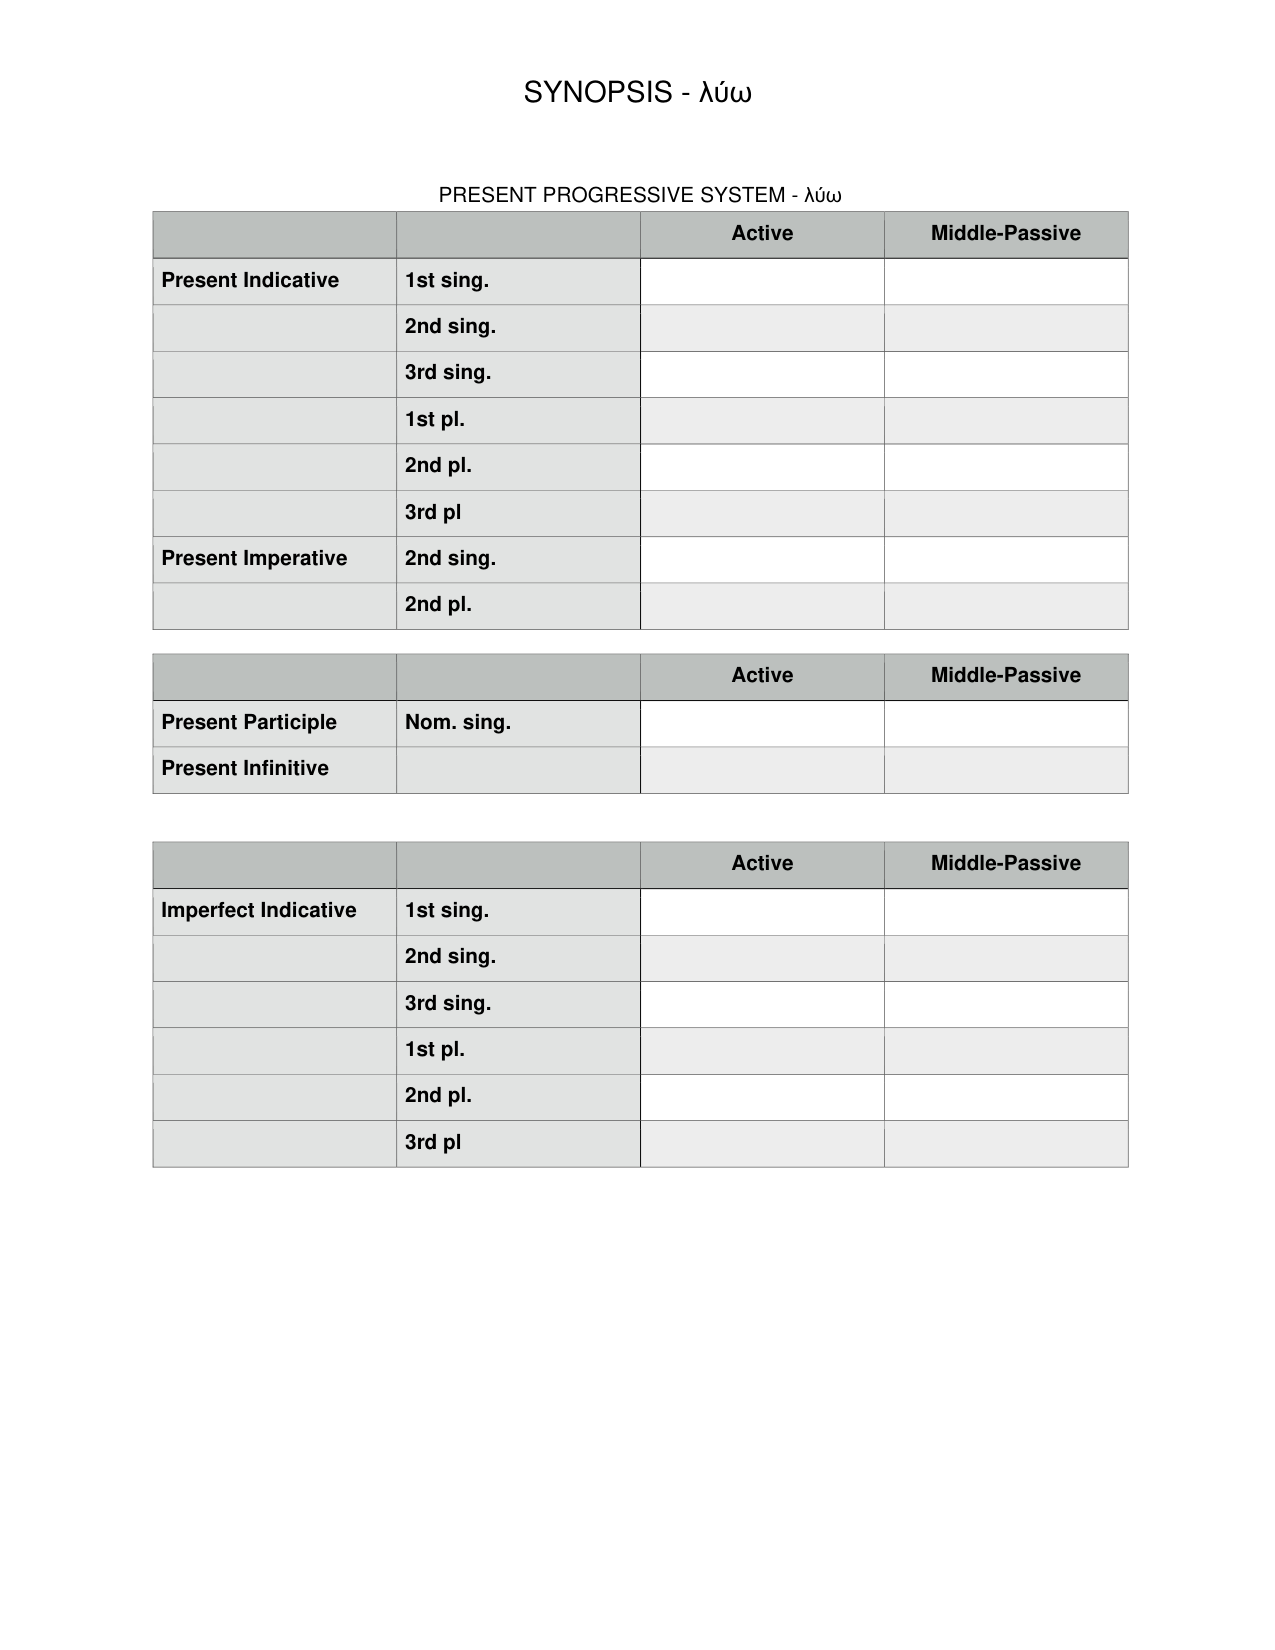 SYNOPSIS - λύω
PRESENT PROGRESSIVE SYSTEM - λύω
Active Middle-Passive
Present Indicative 1st sing.
2nd sing.
3rd sing.
1st pl.
2nd pl.
3rd pl
Present Imperative 2nd sing.
2nd pl.
Active Middle-Passive
Present Participle Nom. sing.
Present Infinitive
Active Middle-Passive
Imperfect Indicative 1st sing.
2nd sing.
3rd sing.
1st pl.
2nd pl.
3rd pl